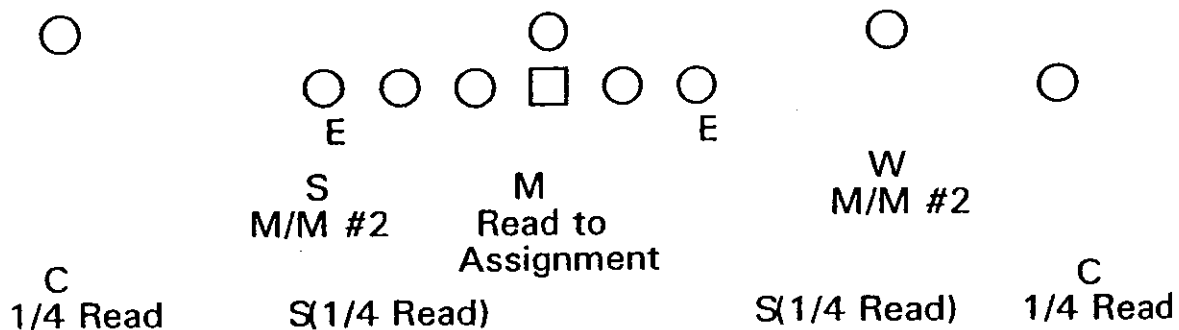 E E
S M W
M/M #2 Read to M/M #2
Assignment
C C
1/4 Read S(1/4 Read) S(1/4 Read) 1/4 Read